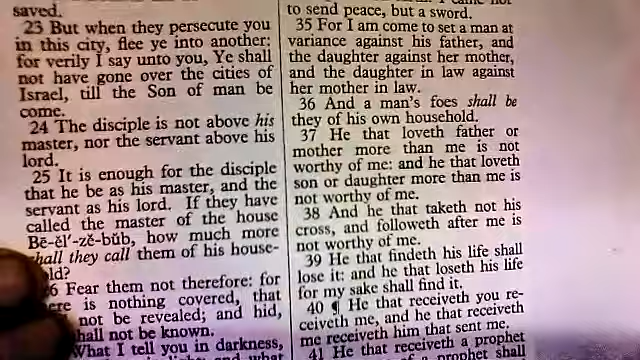 saved.
23 But when they persecute you
in this city, flee ye into another:
for verily I say unto you, Ye shall
not have gone over the cities of
Israel, till the Son of man be
come.
24 The disciple is not above his
master, nor the servant above his
lord.
25 It is enough for the disciple
that he be as his master, and the
servant as his lord. If they have
called the master of the house
Bē-ĕl′-zĕ-bŭb, how much more
shall they call them of his house-
ld?
6 Fear them not therefore: for
ere is nothing covered, that
not be revealed; and hid,
hall not be known.
What I tell you in darkness,
and what
to send peace, but a sword.
35 For I am come to set a man at
variance against his father, and
the daughter against her mother,
and the daughter in law against
her mother in law.
36 And a man's foes shall be
they of his own household.
37 He that loveth father or
mother more than me is not
worthy of me: and he that loveth
son or daughter more than me is
not worthy of me.
38 And he that taketh not his
cross, and followeth after me is
not worthy of me.
39 He that findeth his life shall
lose it: and he that loseth his life
for my sake shall find it.
40 ¶ He that receiveth you re-
ceiveth me, and he that receiveth
me receiveth him that sent me.
41 He that receiveth a prophet
a prophet shall